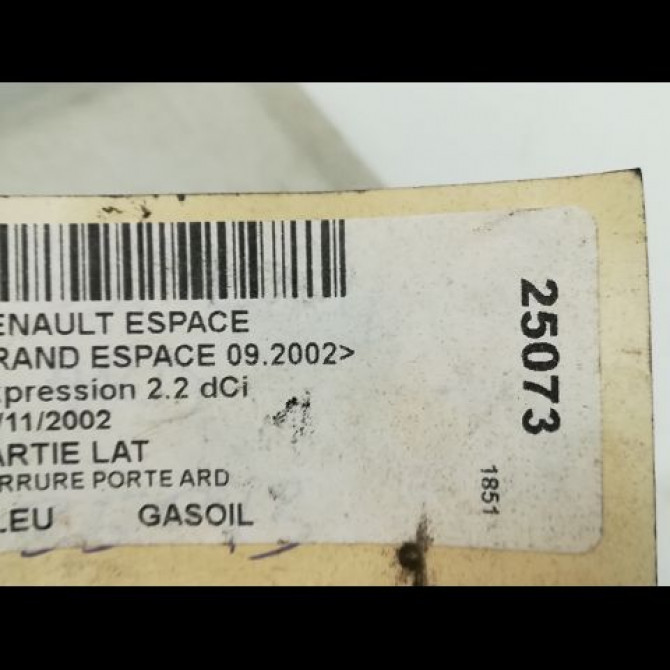 ENAULT ESPACE
RAND ESPACE 09.2002>
xpression 2.2 dCi
/11/2002
ARTIE LAT
RRURE PORTE ARD
LEU GASOIL
25073
1851